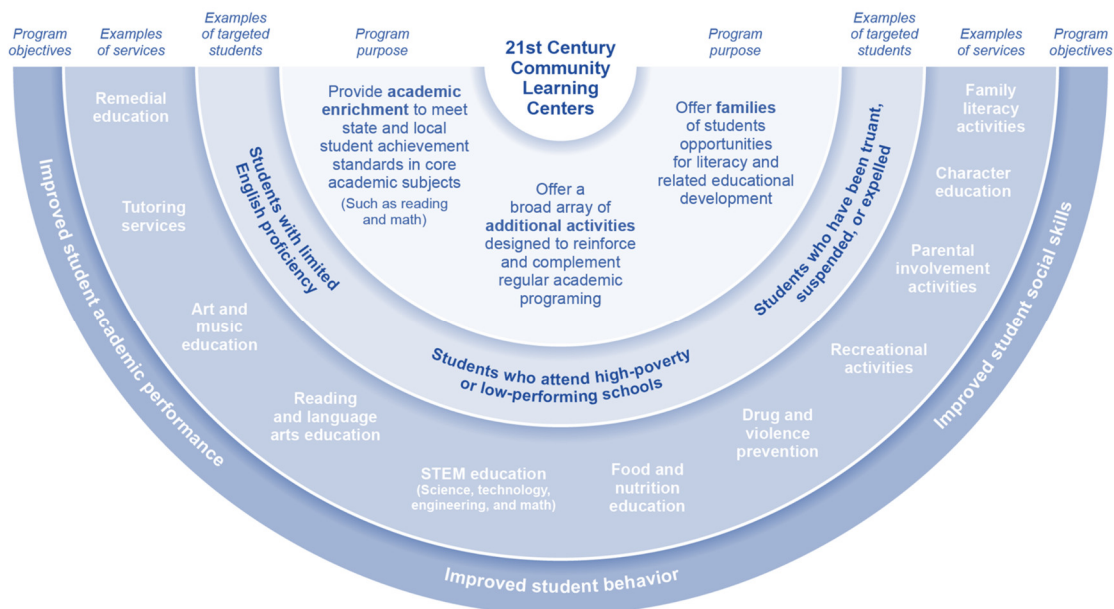 Program
objectives
Examples
of services
Examples
of targeted
students
Program
purpose
21st Century
Community
Learning
Centers
Program
purpose
Examples
of targeted
students
Examples
of services
Program
objectives
Provide academic
enrichment to meet
state and local
student achievement
standards in core
academic subjects
(Such as reading
and math)
Offer a
broad array of
additional activities
designed to reinforce
and complement
regular academic
programing
Offer families
of students
opportunities
for literacy and
related educational
development
Students with limited
English proficiency
Students who attend high-poverty
or low-performing schools
Students who have been truant,
suspended, or expelled
Remedial
education
Tutoring
services
Art and
music
education
Reading
and language
arts education
STEM education
(Science, technology,
engineering, and math)
Food and
nutrition
education
Drug and
violence
prevention
Recreational
activities
Parental
involvement
activities
Character
education
Family
literacy
activities
Improved student academic performance
Improved student behavior
Improved student social skills